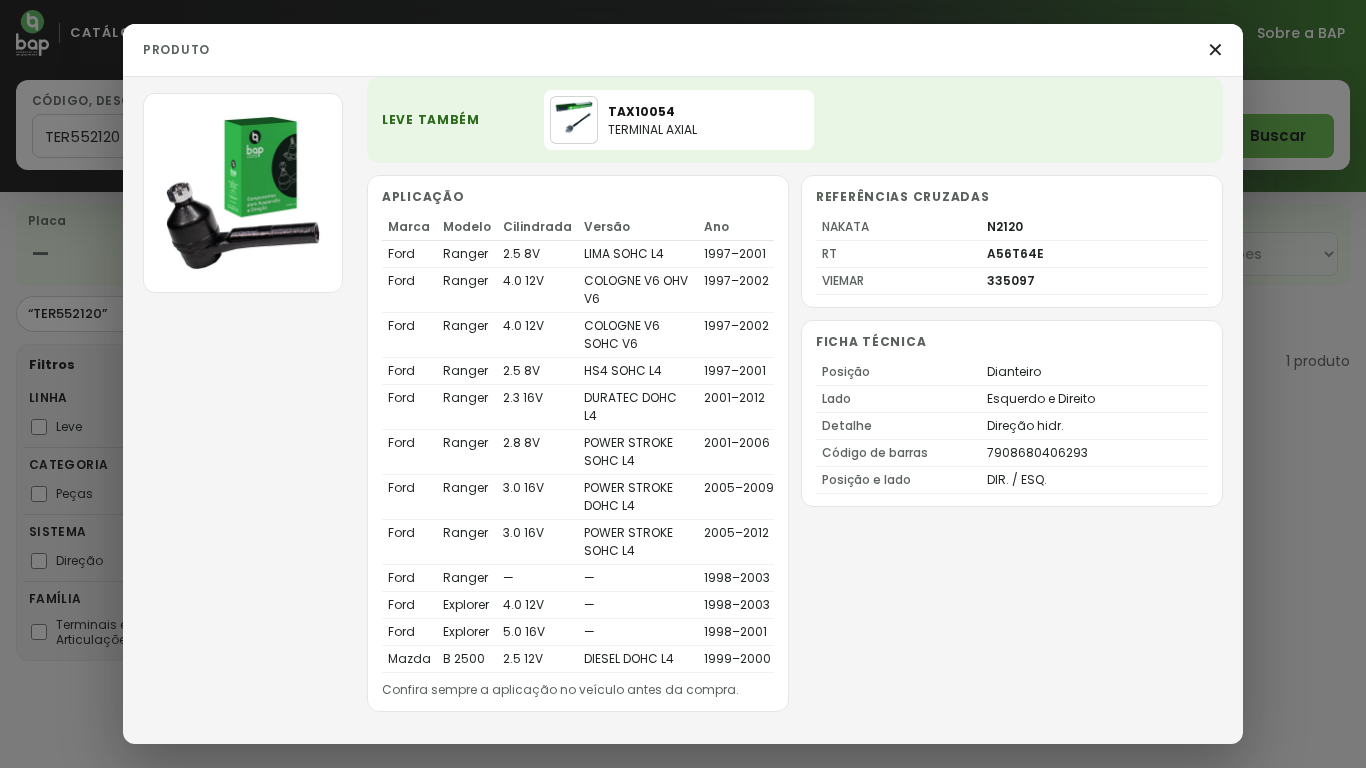 bap
CATÁLO
Sobre a BAP
PRODUTO
✕
CÓDIGO, DES
TER552120
Buscar
Placa
—
ões
“TER552120”
1 produto
Filtros
LINHA
Leve
CATEGORIA
Peças
SISTEMA
Direção
FAMÍLIA
Terminais e
Articulaçõe
bap
LEVE TAMBÉM
TAX10054
TERMINAL AXIAL
APLICAÇÃO
Marca Modelo Cilindrada Versão Ano
Ford Ranger 2.5 8V LIMA SOHC L4 1997–2001
Ford Ranger 4.0 12V COLOGNE V6 OHV 1997–2002
V6
Ford Ranger 4.0 12V COLOGNE V6 1997–2002
SOHC V6
Ford Ranger 2.5 8V HS4 SOHC L4 1997–2001
Ford Ranger 2.3 16V DURATEC DOHC 2001–2012
L4
Ford Ranger 2.8 8V POWER STROKE 2001–2006
SOHC L4
Ford Ranger 3.0 16V POWER STROKE 2005–2009
DOHC L4
Ford Ranger 3.0 16V POWER STROKE 2005–2012
SOHC L4
Ford Ranger — — 1998–2003
Ford Explorer 4.0 12V — 1998–2003
Ford Explorer 5.0 16V — 1998–2001
Mazda B 2500 2.5 12V DIESEL DOHC L4 1999–2000
Confira sempre a aplicação no veículo antes da compra.
REFERÊNCIAS CRUZADAS
NAKATA N2120
RT A56T64E
VIEMAR 335097
FICHA TÉCNICA
Posição Dianteiro
Lado Esquerdo e Direito
Detalhe Direção hidr.
Código de barras 7908680406293
Posição e lado DIR. / ESQ.